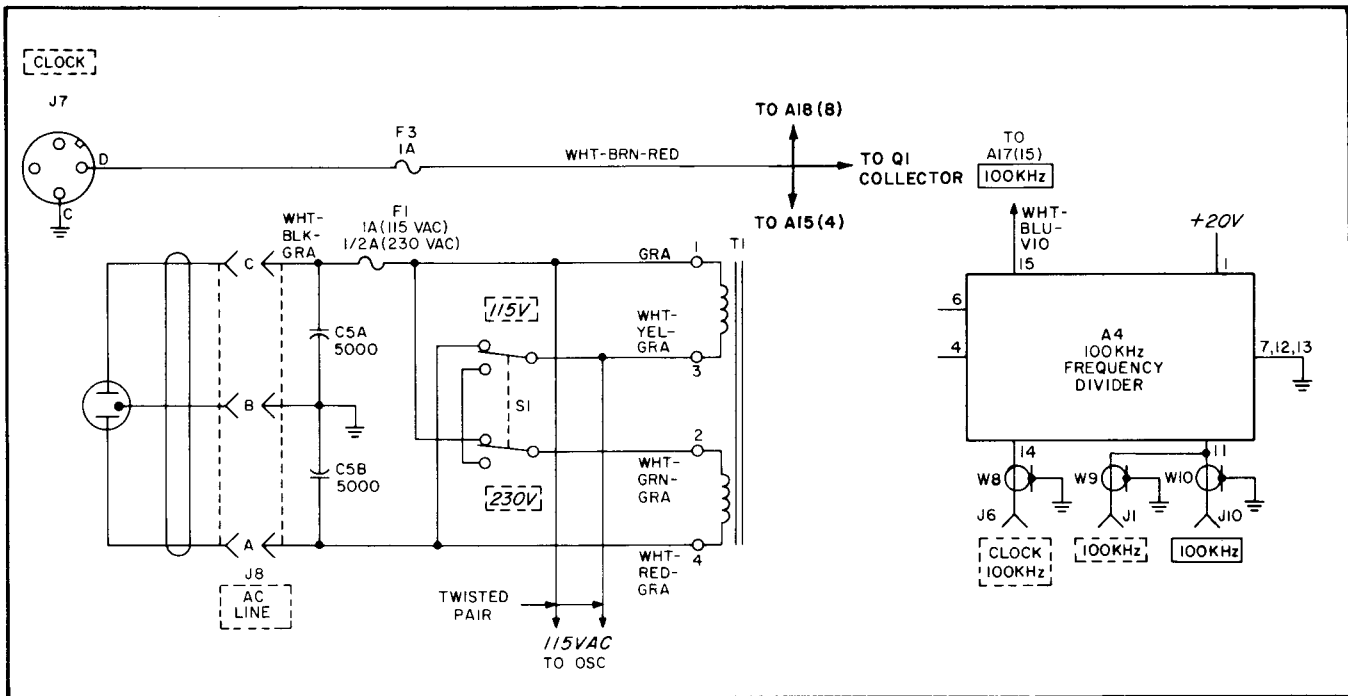 CLOCK
J7
D
C
F3
1A
WHT-BRN-RED
TO A18 (8)
TO Q1
COLLECTOR
TO A15 (4)
TO
A17(15)
100KHz
WHT-
BLU-
VIO
15
+20V
1
6
4
A4
100KHz
FREQUENCY
DIVIDER
7,12,13
14
11
W8
W9
W10
J6
J1
J10
CLOCK
100KHz
100KHz
100KHz
WHT-
BLK-
GRA
F1
1A (115 VAC)
1/2A (230 VAC)
C
B
A
J8
AC
LINE
C5A
5000
C5B
5000
115V
S1
230V
GRA
1
T1
WHT-
YEL-
GRA
3
2
WHT-
GRN-
GRA
4
WHT-
RED-
GRA
TWISTED
PAIR
115VAC
TO OSC